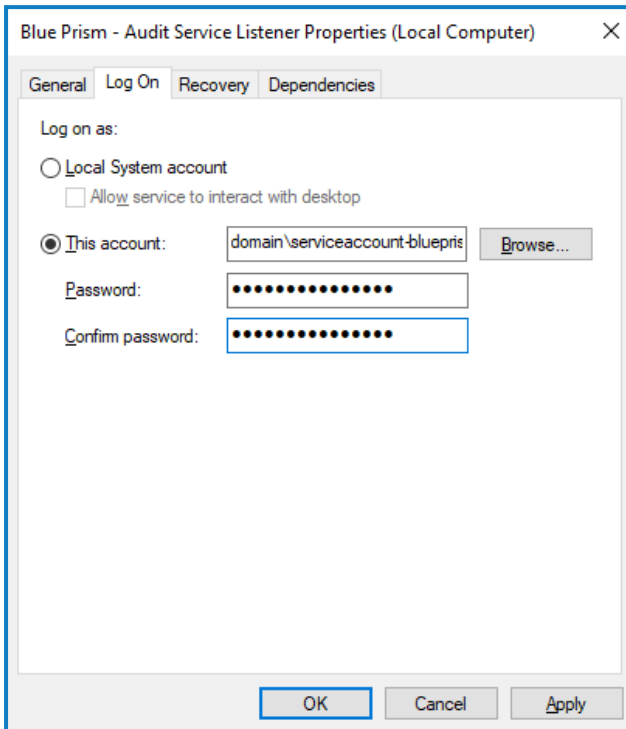 Blue Prism - Audit Service Listener Properties (Local Computer)
General Log On Recovery Dependencies
Log on as:
Local System account
Allow service to interact with desktop
This account: domain\serviceaccount-bluepris Browse...
Password: ●●●●●●●●●●●●●●●
Confirm password: ●●●●●●●●●●●●●●●
OK Cancel Apply